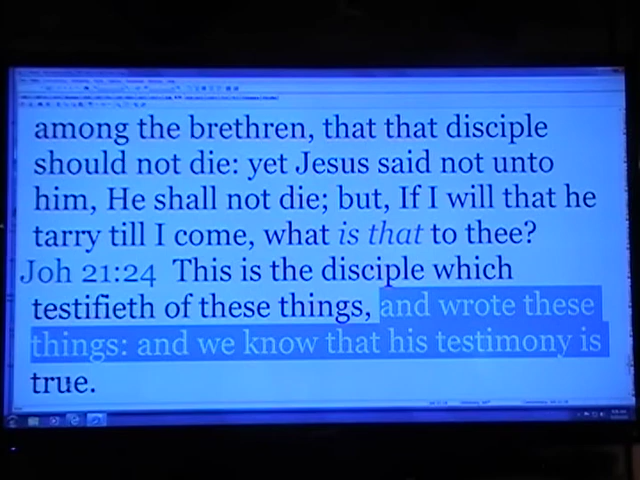 among the brethren, that that disciple
should not die: yet Jesus said not unto
him, He shall not die; but, If I will that he
tarry till I come, what is that to thee?
Joh 21:24 This is the disciple which
testifieth of these things, and wrote these
things: and we know that his testimony is
true.